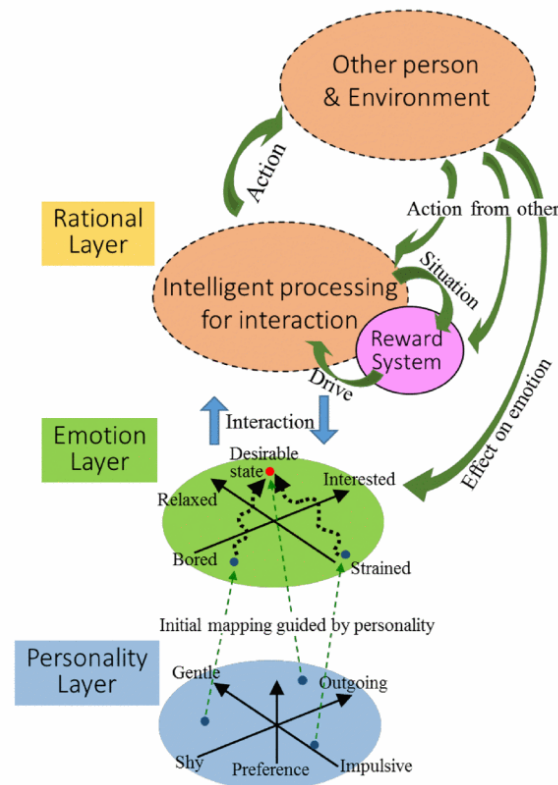 Other person
& Environment
Action
Action from other
Rational
Layer
Situation
Intelligent processing
for interaction
Reward
System
Drive
Effect on emotion
Interaction
Emotion
Layer
Desirable
state
Interested
Relaxed
Bored
Strained
Initial mapping guided by personality
Personality
Layer
Gentle
Outgoing
Shy
Preference
Impulsive